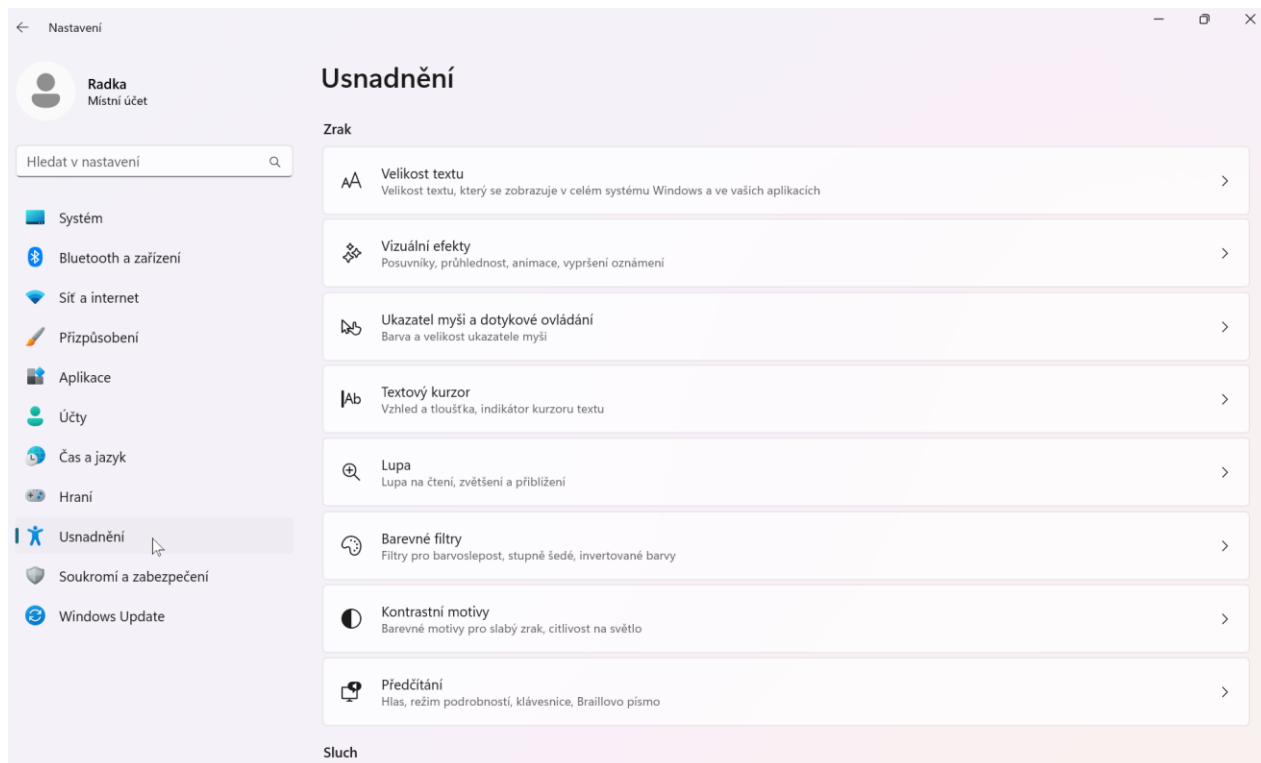 Nastavení
Radka
Místní účet
Hledat v nastavení
Systém
Bluetooth a zařízení
Síť a internet
Přizpůsobení
Aplikace
Účty
Čas a jazyk
Hraní
Usnadnění
Soukromí a zabezpečení
Windows Update
Usnadnění
Zrak
Velikost textu
Velikost textu, který se zobrazuje v celém systému Windows a ve vašich aplikacích
Vizuální efekty
Posuvníky, průhlednost, animace, vypršení oznámení
Ukazatel myši a dotykové ovládání
Barva a velikost ukazatele myši
Textový kurzor
Vzhled a tloušťka, indikátor kurzoru textu
Lupa
Lupa na čtení, zvětšení a přiblížení
Barevné filtry
Filtry pro barvoslepost, stupně šedé, invertované barvy
Kontrastní motivy
Barevné motivy pro slabý zrak, citlivost na světlo
Předčítání
Hlas, režim podrobností, klávesnice, Braillovo písmo
Sluch